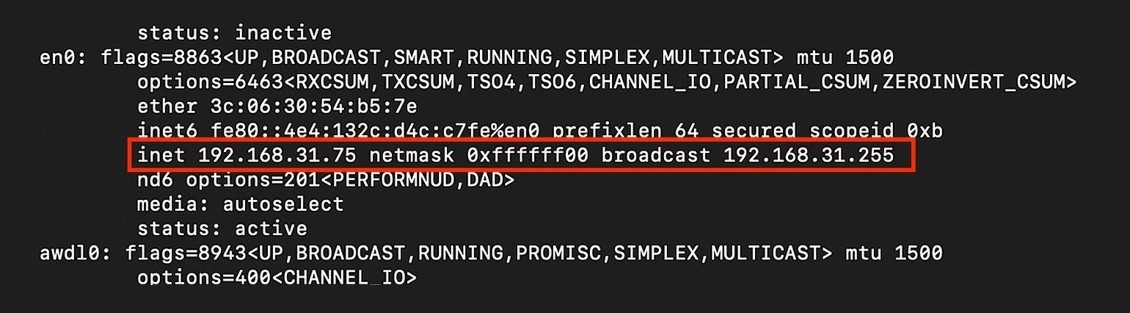 status: inactive
en0: flags=8863<UP,BROADCAST,SMART,RUNNING,SIMPLEX,MULTICAST> mtu 1500
options=6463<RXCSUM,TXCSUM,TSO4,TSO6,CHANNEL_IO,PARTIAL_CSUM,ZEROINVERT_CSUM>
ether 3c:06:30:54:b5:7e
inet6 fe80::4e4:132c:d4c:c7fe%en0 prefixlen 64 secured scopeid 0xb
inet 192.168.31.75 netmask 0xffffff00 broadcast 192.168.31.255
nd6 options=201<PERFORMNUD,DAD>
media: autoselect
status: active
awdl0: flags=8943<UP,BROADCAST,RUNNING,PROMISC,SIMPLEX,MULTICAST> mtu 1500
options=400<CHANNEL_IO>